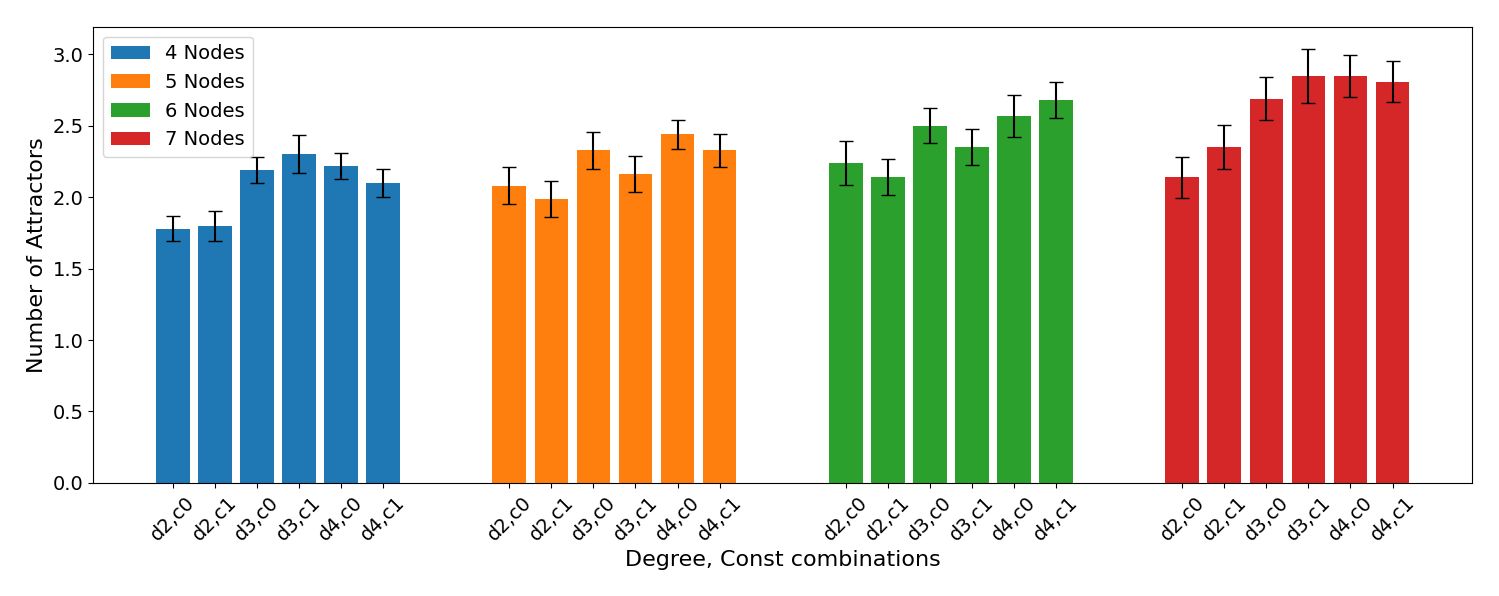 4 Nodes
5 Nodes
6 Nodes
7 Nodes
Number of Attractors
3.0
2.5
2.0
1.5
1.0
0.5
0.0
d2,c0 d2,c1 d3,c0 d3,c1 d4,c0 d4,c1 d2,c0 d2,c1 d3,c0 d3,c1 d4,c0 d4,c1 d2,c0 d2,c1 d3,c0 d3,c1 d4,c0 d4,c1 d2,c0 d2,c1 d3,c0 d3,c1 d4,c0 d4,c1
Degree, Const combinations